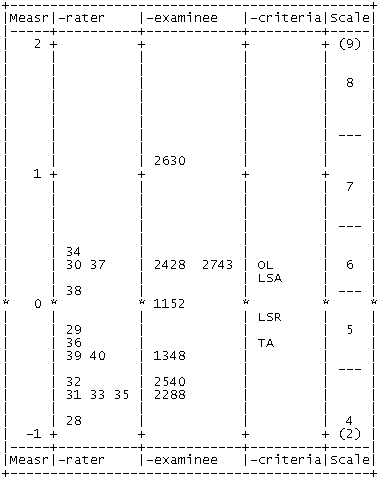 +-----------------------------------------------+
|Measr|-rater    |-examinee    |-criteria|Scale|
|-----+----------+------------+---------+-----|
|   2 +          +            +         + (9) |
|     |          |            |         |  8  |
|     |          |            |         | --- |
|     |          | 2630       |         |     |
|   1 +          +            +         +     |
|     |          |            |         |  7  |
|     |          |            |         | --- |
|     | 34       |            |         |     |
|     | 30 37    | 2428  2743 | OL      |  6  |
|     |          |            | LSA     |     |
|     | 38       |            |         | --- |
*   0 *          * 1152       *         *     *
|     |          |            | LSR     |     |
|     | 29       |            |         |  5  |
|     | 36       |            | TA      |     |
|     | 39 40    | 1348       |         |     |
|     |          |            |         | --- |
|     | 32       | 2540       |         |     |
|     | 31 33 35 | 2288       |         |     |
|     | 28       |            |         |  4  |
|  -1 +          +            +         + (2) |
|-----+----------+------------+---------+-----|
|Measr|-rater    |-examinee    |-criteria|Scale|
+-----------------------------------------------+